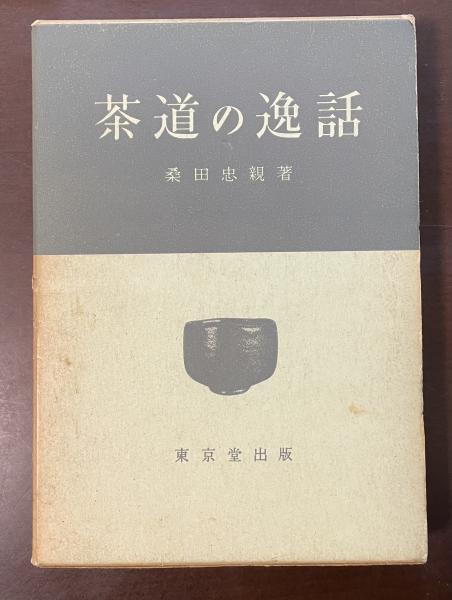 茶道の逸話
桑田忠親著
東京堂出版